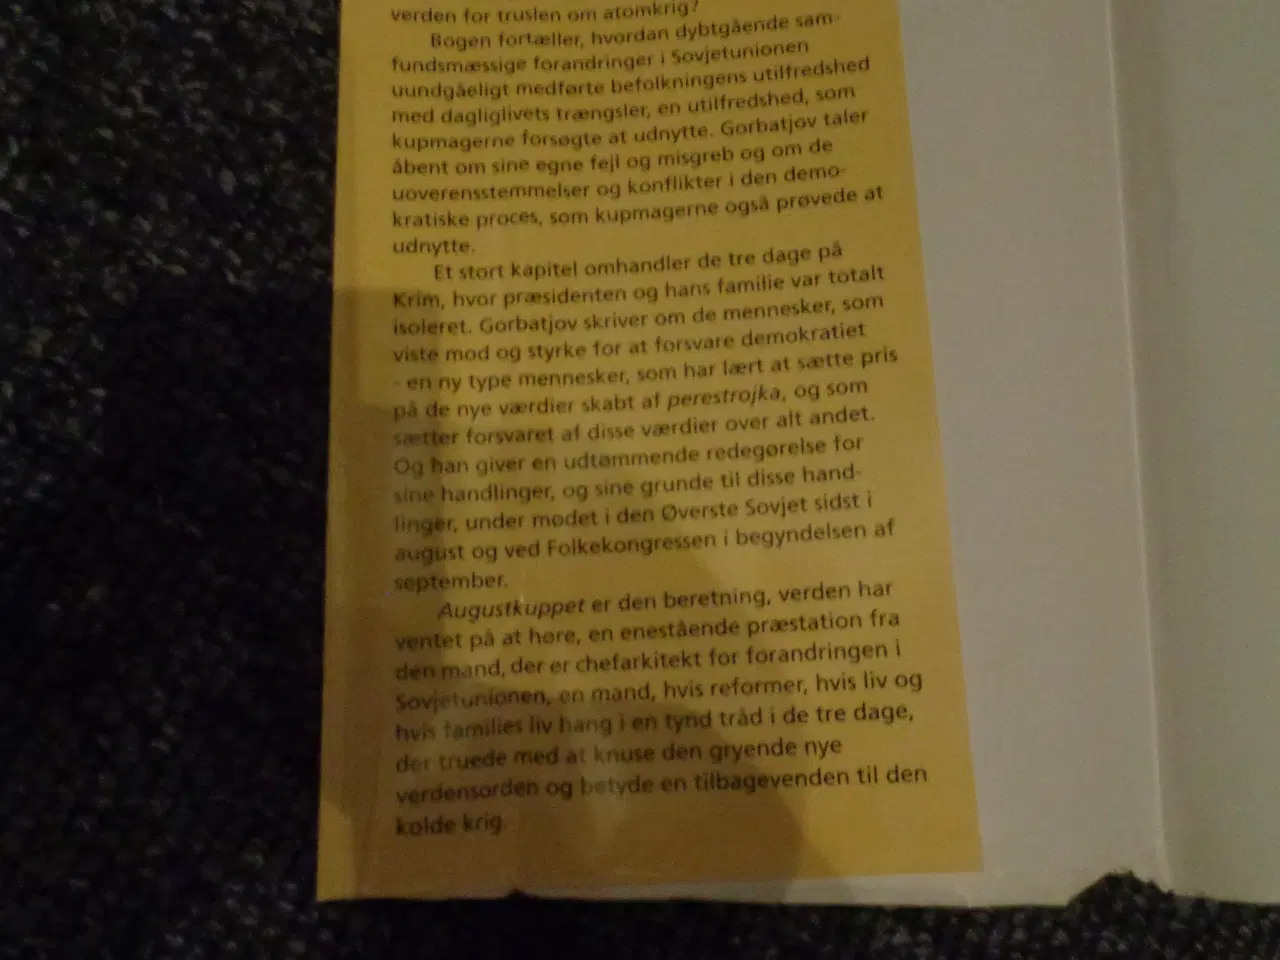 verden for truslen om atomkrig?
Bogen fortæller, hvordan dybtgående sam-
fundsmæssige forandringer i Sovjetunionen
uundgåeligt medførte befolkningens utilfredshed
med dagliglivets trængsler, en utilfredshed, som
kupmagerne forsøgte at udnytte. Gorbatjov taler
åbent om sine egne fejl og misgreb og om de
uoverensstemmelser og konflikter i den demo-
kratiske proces, som kupmagerne også prøvede at
udnytte.
Et stort kapitel omhandler de tre dage på
Krim, hvor præsidenten og hans familie var totalt
isoleret. Gorbatjov skriver om de mennesker, som
viste mod og styrke for at forsvare demokratiet
- en ny type mennesker, som har lært at sætte pris
på de nye værdier skabt af perestrojka, og som
sætter forsvaret af disse værdier over alt andet.
Og han giver en udtømmende redegørelse for
sine handlinger, og sine grunde til disse hand-
linger, under mødet i den Øverste Sovjet sidst i
august og ved Folkekongressen i begyndelsen af
september.
Augustkuppet er den beretning, verden har
ventet på at høre, en enestående præstation fra
den mand, der er chefarkitekt for forandringen i
Sovjetunionen, en mand, hvis reformer, hvis liv og
hvis families liv hang i en tynd tråd i de tre dage,
der truede med at knuse den gryende nye
verdensorden og betyde en tilbagevenden til den
kolde krig.